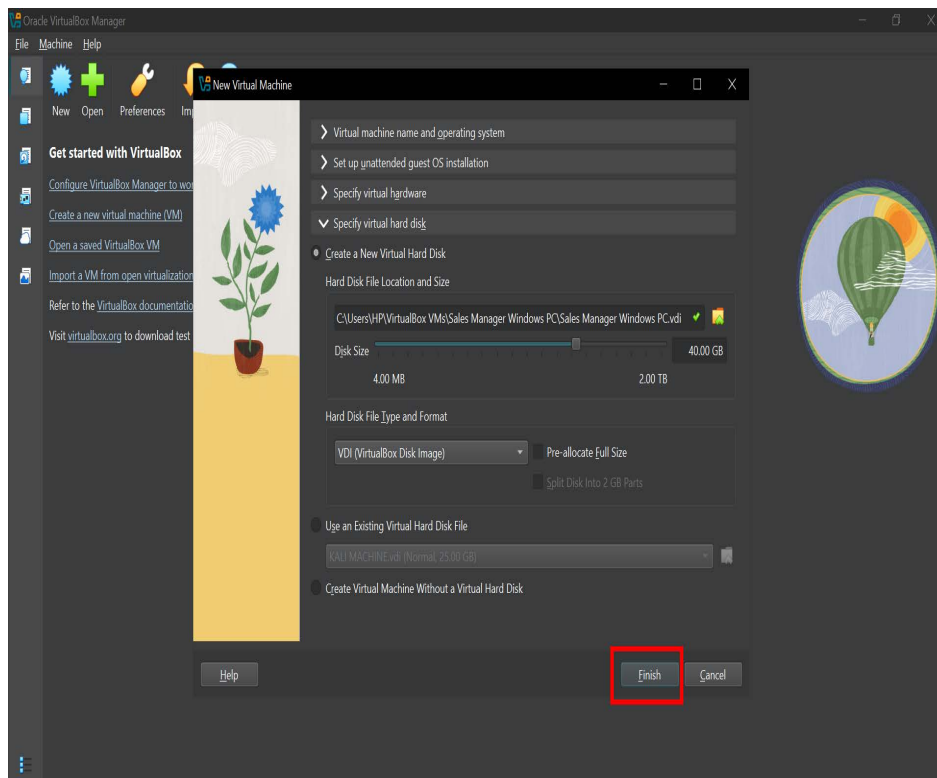 Oracle VirtualBox Manager
File Machine Help
New Open Preferences Im
Get started with VirtualBox
Configure VirtualBox Manager to wor
Create a new virtual machine (VM)
Open a saved VirtualBox VM
Import a VM from open virtualization
Refer to the VirtualBox documentatio
Visit virtualbox.org to download test
New Virtual Machine
Virtual machine name and operating system
Set up unattended guest OS installation
Specify virtual hardware
Specify virtual hard disk
Create a New Virtual Hard Disk
Hard Disk File Location and Size
C:\Users\HP\VirtualBox VMs\Sales Manager Windows PC\Sales Manager Windows PC.vdi
Disk Size 40.00 GB
4.00 MB 2.00 TB
Hard Disk File Type and Format
VDI (VirtualBox Disk Image) Pre-allocate Full Size
Split Disk Into 2 GB Parts
Use an Existing Virtual Hard Disk File
KALI MACHINE.vdi (Normal, 25.00 GB)
Create Virtual Machine Without a Virtual Hard Disk
Help Finish Cancel